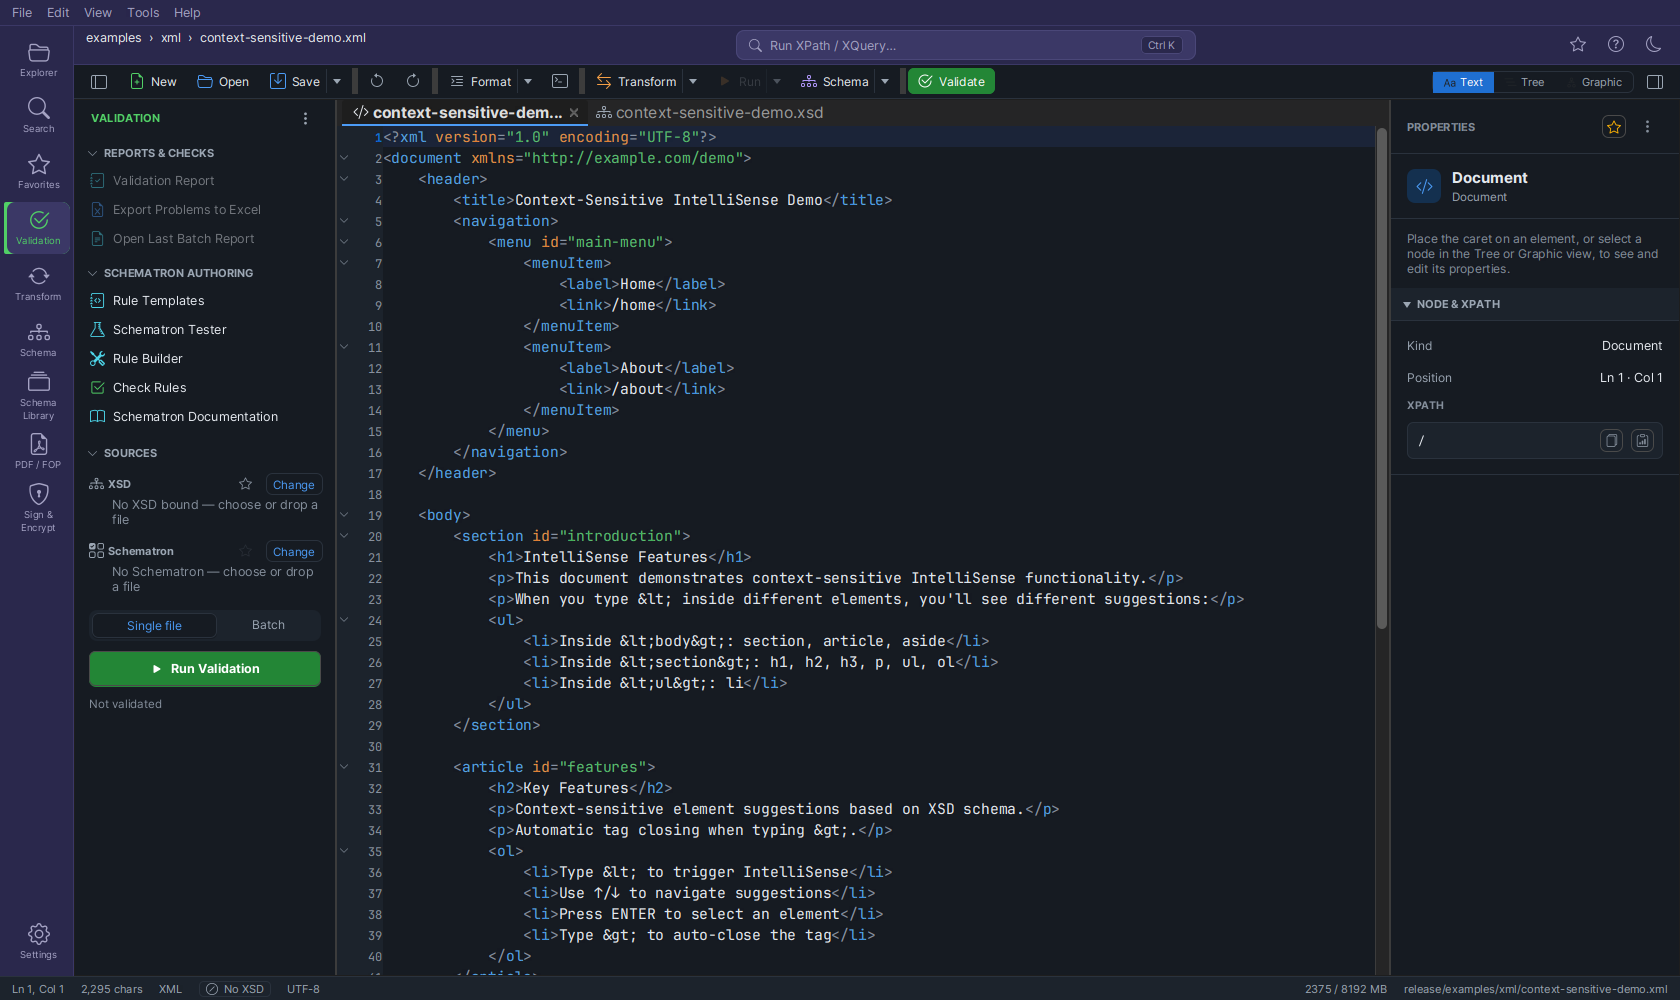 File Edit View Tools Help
examples › xml › context-sensitive-demo.xml
Run XPath / XQuery... Ctrl K
New Open Save Format Transform Run Schema Validate
Aa Text Tree Graphic
Explorer
Search
Favorites
Validation
Transform
Schema
Schema
Library
PDF / FOP
Sign &
Encrypt
Settings
VALIDATION
REPORTS & CHECKS
Validation Report
Export Problems to Excel
Open Last Batch Report
SCHEMATRON AUTHORING
Rule Templates
Schematron Tester
Rule Builder
Check Rules
Schematron Documentation
SOURCES
XSD Change
No XSD bound — choose or drop a
file
Schematron Change
No Schematron — choose or drop
a file
Single file Batch
Run Validation
Not validated
</> context-sensitive-dem... × context-sensitive-demo.xsd
1 <?xml version="1.0" encoding="UTF-8"?>
2 <document xmlns="http://example.com/demo">
3 <header>
4 <title>Context-Sensitive IntelliSense Demo</title>
5 <navigation>
6 <menu id="main-menu">
7 <menuItem>
8 <label>Home</label>
9 <link>/home</link>
10 </menuItem>
11 <menuItem>
12 <label>About</label>
13 <link>/about</link>
14 </menuItem>
15 </menu>
16 </navigation>
17 </header>
18
19 <body>
20 <section id="introduction">
21 <h1>IntelliSense Features</h1>
22 <p>This document demonstrates context-sensitive IntelliSense functionality.</p>
23 <p>When you type &lt; inside different elements, you'll see different suggestions:</p>
24 <ul>
25 <li>Inside &lt;body&gt;: section, article, aside</li>
26 <li>Inside &lt;section&gt;: h1, h2, h3, p, ul, ol</li>
27 <li>Inside &lt;ul&gt;: li</li>
28 </ul>
29 </section>
30
31 <article id="features">
32 <h2>Key Features</h2>
33 <p>Context-sensitive element suggestions based on XSD schema.</p>
34 <p>Automatic tag closing when typing &gt;.</p>
35 <ol>
36 <li>Type &lt; to trigger IntelliSense</li>
37 <li>Use ↑/↓ to navigate suggestions</li>
38 <li>Press ENTER to select an element</li>
39 <li>Type &gt; to auto-close the tag</li>
40 </ol>
41 </article>
PROPERTIES
Document
Document
Place the caret on an element, or select a
node in the Tree or Graphic view, to see and
edit its properties.
NODE & XPATH
Kind Document
Position Ln 1 · Col 1
XPATH
/
Ln 1, Col 1 2,295 chars XML No XSD UTF-8
2375 / 8192 MB release/examples/xml/context-sensitive-demo.xml